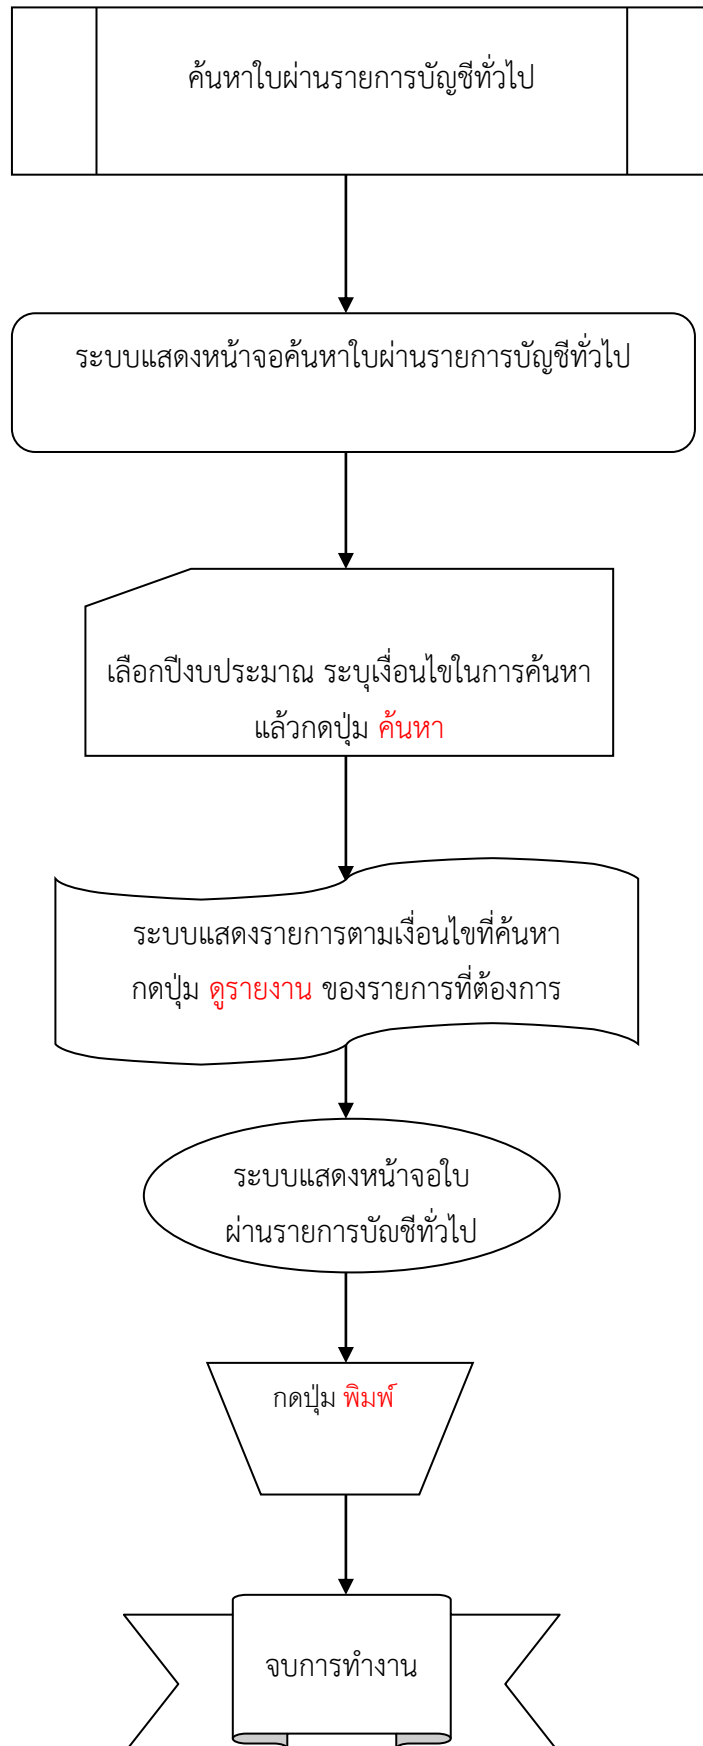 ค้นหาใบผ่านรายการบัญชีทั่วไป
ระบบแสดงหน้าจอค้นหาใบผ่านรายการบัญชีทั่วไป
เลือกปีงบประมาณ ระบุเงื่อนไขในการค้นหา
แล้วกดปุ่ม ค้นหา
ระบบแสดงรายการตามเงื่อนไขที่ค้นหา
กดปุ่ม ดูรายงาน ของรายการที่ต้องการ
ระบบแสดงหน้าจอใบ
ผ่านรายการบัญชีทั่วไป
กดปุ่ม พิมพ์
จบการทำงาน